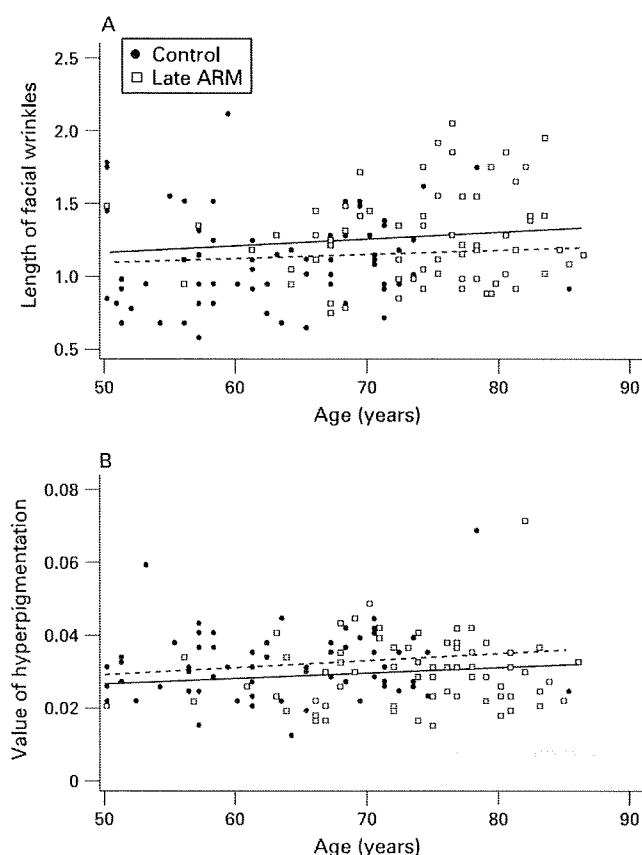 A
Control
Late ARM
2.5
2.0
1.5
1.0
0.5
Length of facial wrinkles
50 60 70 80 90
Age (years)
B
0.08
0.06
0.04
0.02
0
Value of hyperpigmentation
50 60 70 80 90
Age (years)